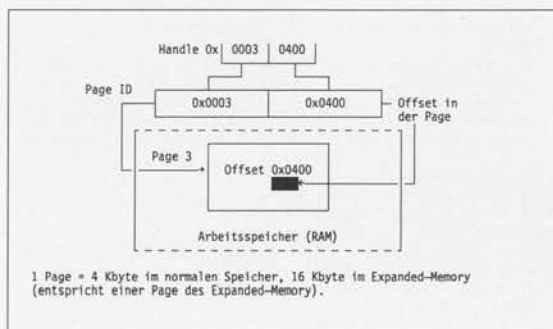 Handle 0x 0003 0400
Page ID
0x0003 0x0400
Offset in
der Page
Page 3
Offset 0x0400
Arbeitsspeicher (RAM)
1 Page = 4 Kbyte im normalen Speicher, 16 Kbyte im Expanded—Memory
(entspricht einer Page des Expanded—Memory).